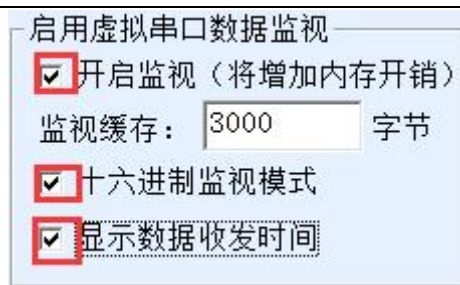 启用虚拟串口数据监视
开启监视（将增加内存开销）
监视缓存： 3000 字节
十六进制监视模式
显示数据收发时间